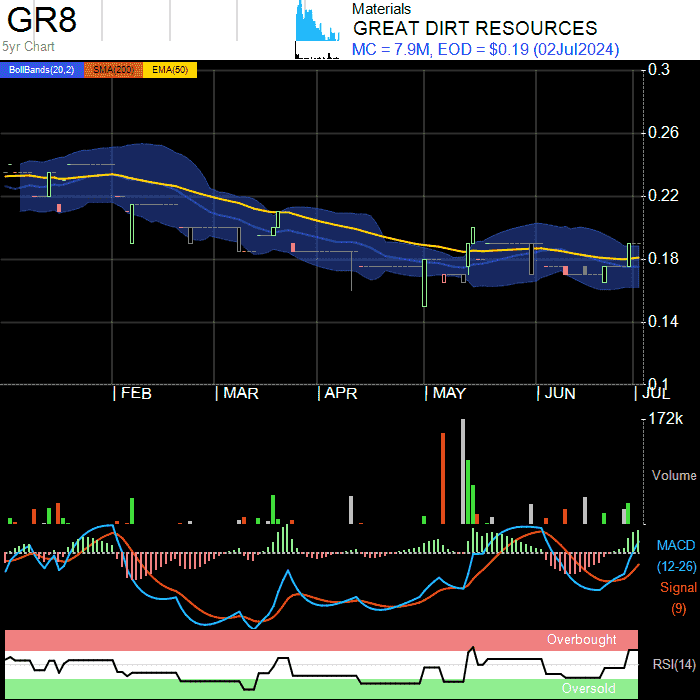 GR8
5yr Chart
Materials
GREAT DIRT RESOURCES
MC = 7.9M, EOD = $0.19 (02Jul2024)
BollBands(20,2) SMA(200) EMA(50)
0.3
0.26
0.22
0.18
0.14
0.1
FEB MAR APR MAY JUN JUL
172k
Volume
MACD
(12-26)
Signal
(9)
Overbought
RSI(14)
Oversold